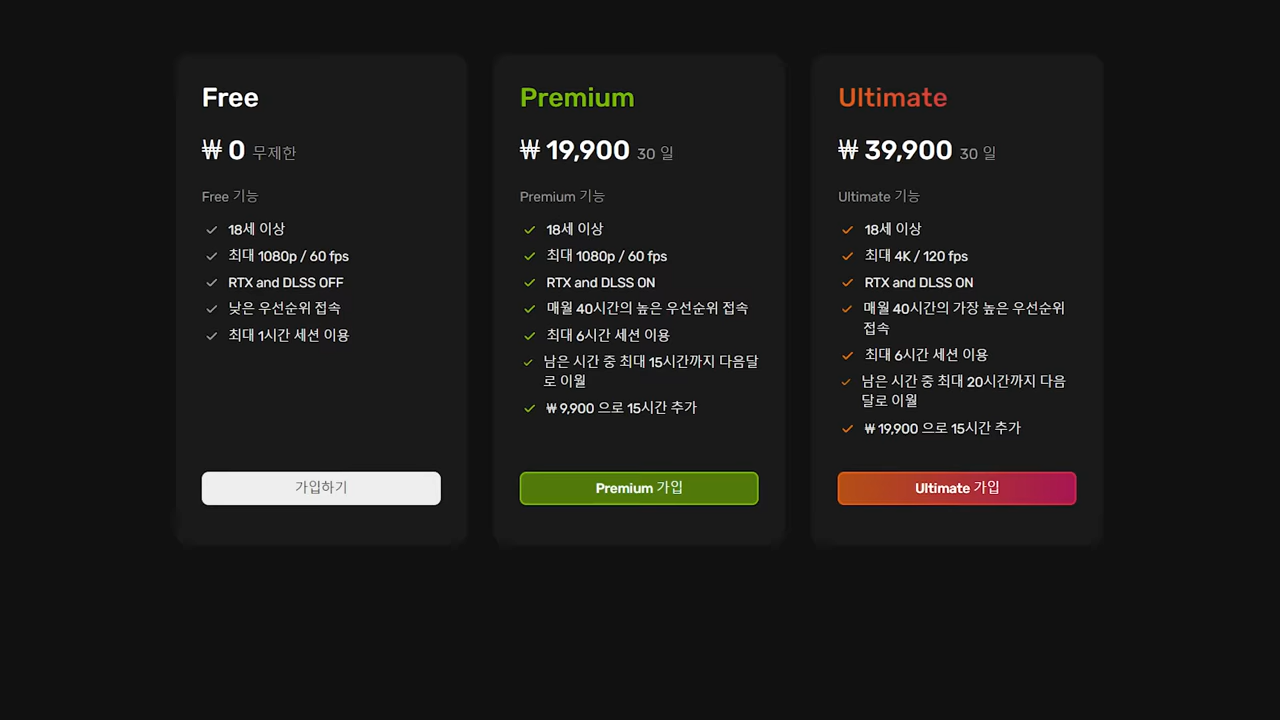 Free
₩ 0 무제한
Free 기능
18세 이상
최대 1080p / 60 fps
RTX and DLSS OFF
낮은 우선순위 접속
최대 1시간 세션 이용
가입하기
Premium
₩ 19,900 30 일
Premium 기능
18세 이상
최대 1080p / 60 fps
RTX and DLSS ON
매월 40시간의 높은 우선순위 접속
최대 6시간 세션 이용
남은 시간 중 최대 15시간까지 다음달
로 이월
₩ 9,900 으로 15시간 추가
Premium 가입
Ultimate
₩ 39,900 30 일
Ultimate 기능
18세 이상
최대 4K / 120 fps
RTX and DLSS ON
매월 40시간의 가장 높은 우선순위
접속
최대 6시간 세션 이용
남은 시간 중 최대 20시간까지 다음
달로 이월
₩ 19,900 으로 15시간 추가
Ultimate 가입